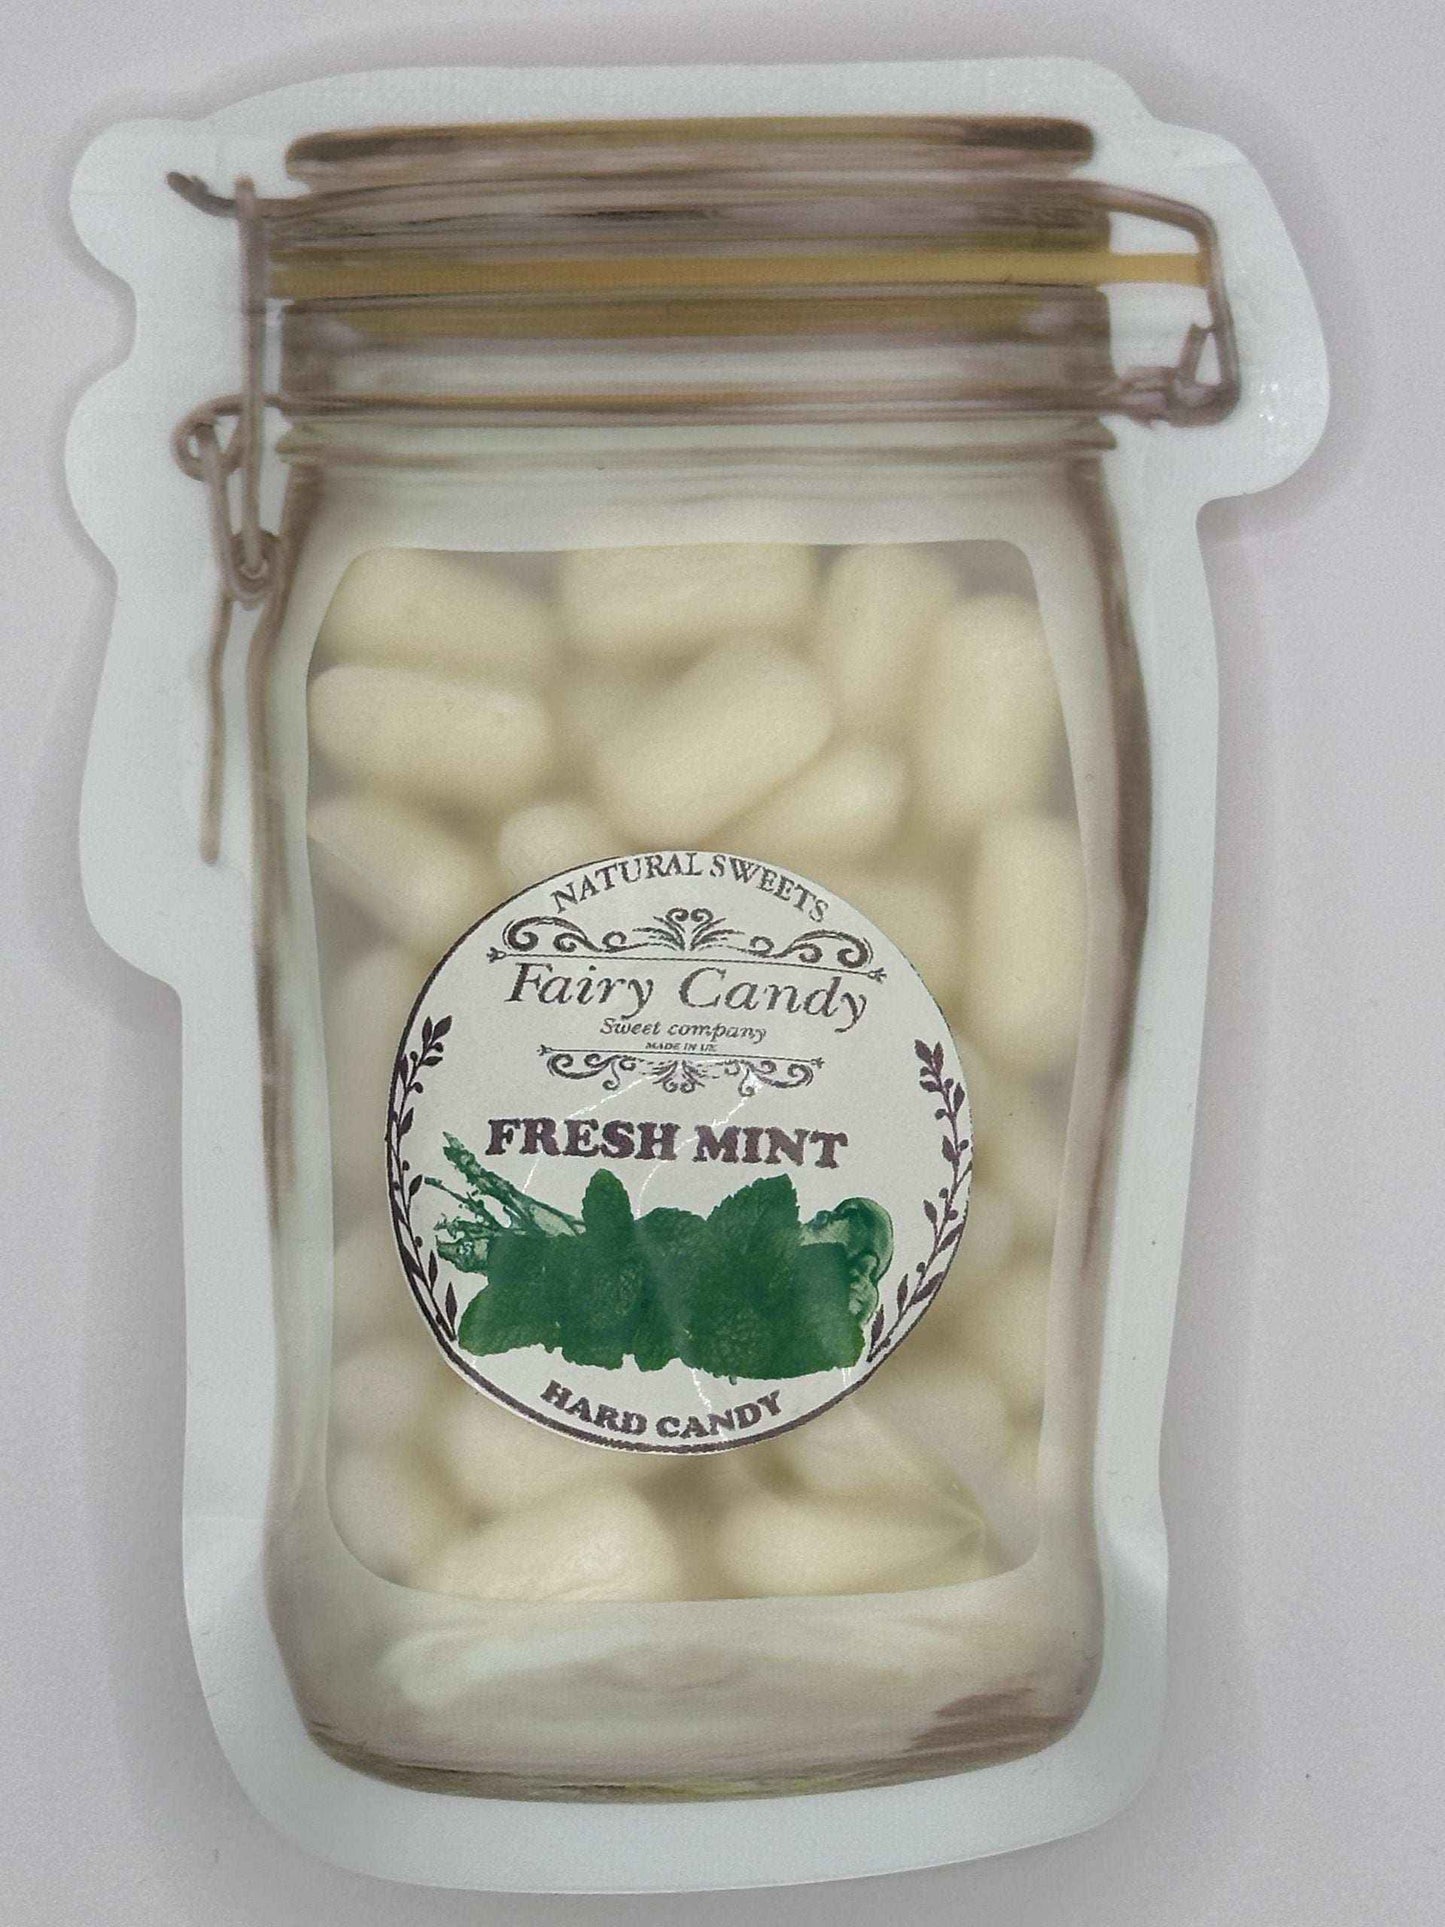 NATURAL SWEETS
Fairy Candy
Sweet company
MADE IN UK
FRESH MINT
HARD CANDY